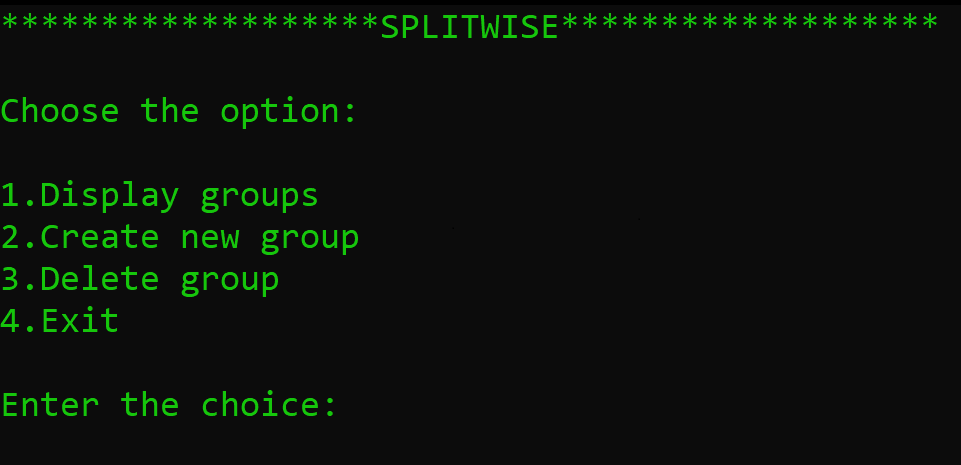 *******************SPLITWISE*******************
Choose the option:
1.Display groups
2.Create new group
3.Delete group
4.Exit
Enter the choice: